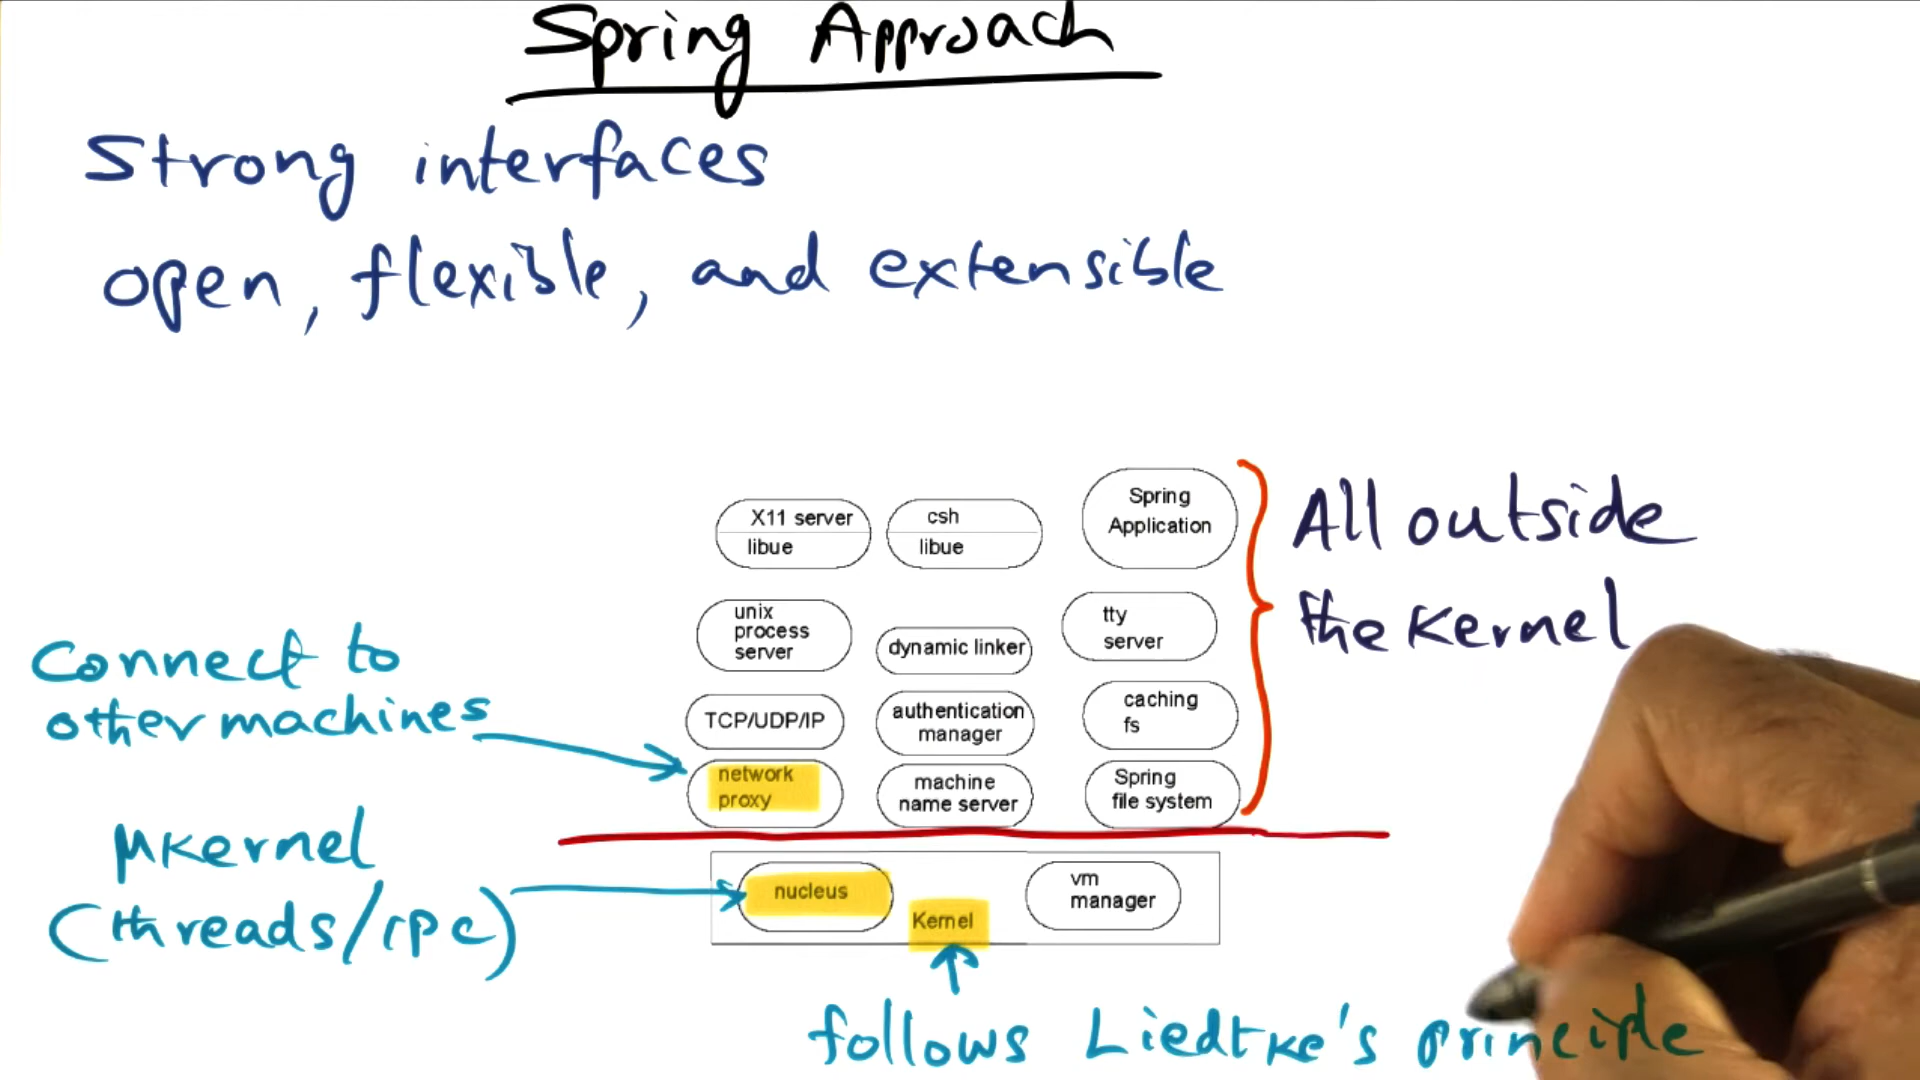 Spring Approach
Strong interfaces
open, flexible, and extensible
X11 server
libue
csh
libue
Spring
Application
All outside
the Kernel
unix
process
server
dynamic linker
tty
server
Connect to
other machines
TCP/UDP/IP
authentication
manager
caching
fs
network
proxy
machine
name server
Spring
file system
μKernel
(threads/IPC)
nucleus
Kernel
vm
manager
follows Liedtke's principle